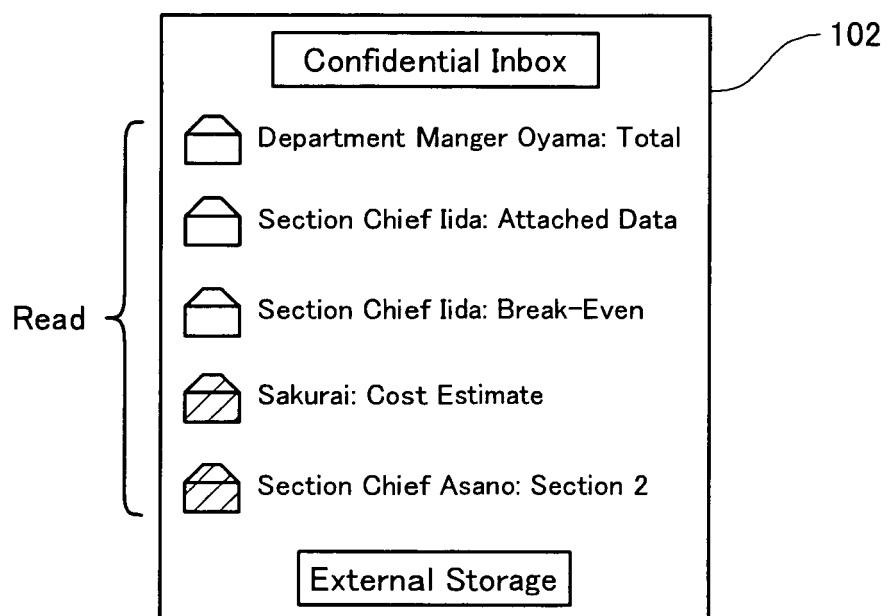 Confidential Inbox
102
Department Manger Oyama: Total
Section Chief Iida: Attached Data
Read
Section Chief Iida: Break-Even
Sakurai: Cost Estimate
Section Chief Asano: Section 2
External Storage